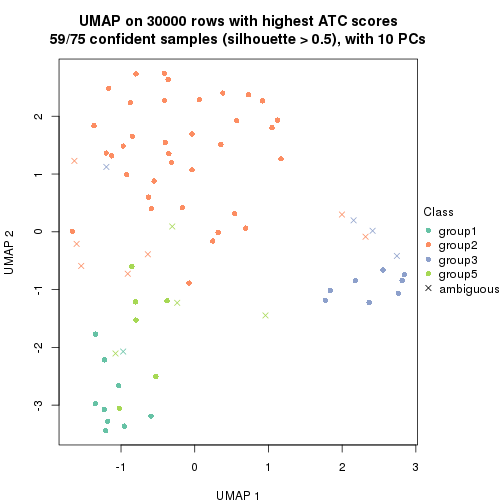 UMAP on 30000 rows with highest ATC scores
59/75 confident samples (silhouette > 0.5), with 10 PCs
UMAP 2
2
1
0
-1
-2
-3
-1
0
1
2
3
UMAP 1
Class
group1
group2
group3
group5
ambiguous